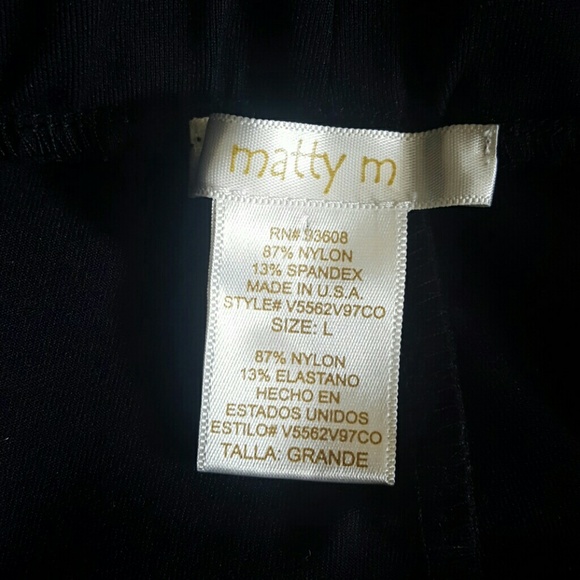 matty m
RN# 93608
87% NYLON
13% SPANDEX
MADE IN U.S.A.
STYLE# V5562V97CO
SIZE: L
87% NYLON
13% ELASTANO
HECHO EN
ESTADOS UNIDOS
ESTILO# V5562V97CO
TALLA: GRANDE